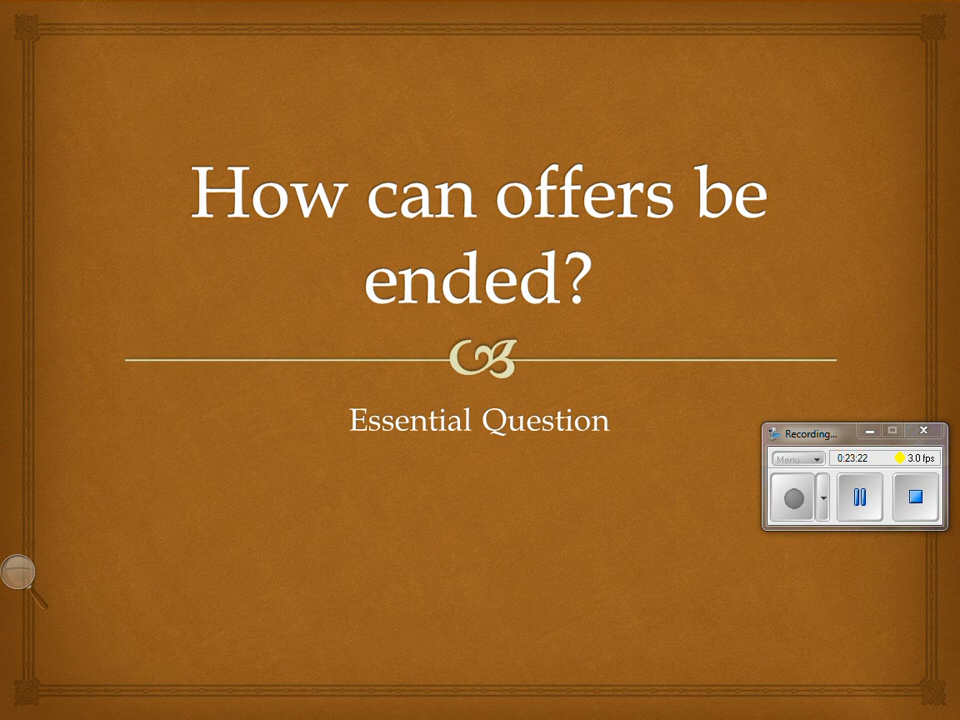 How can offers be
ended?
Essential Question
Recording...
Menu
0:23:22
3.0 fps